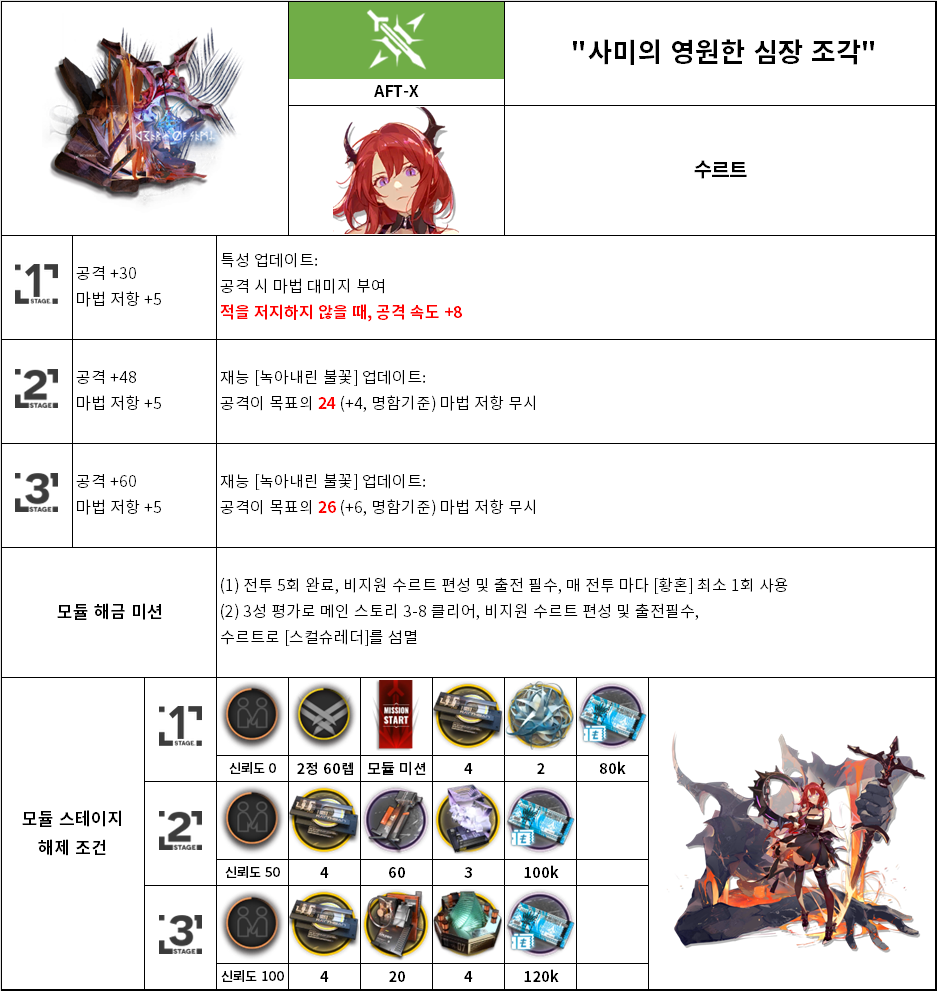 "사미의 영원한 심장 조각"
AFT-X
수르트
1
STAGE.
공격 +30
마법 저항 +5
특성 업데이트:
공격 시 마법 대미지 부여
적을 저지하지 않을 때, 공격 속도 +8
2
STAGE
공격 +48
마법 저항 +5
재능 [녹아내린 불꽃] 업데이트:
공격이 목표의 24 (+4, 명함기준) 마법 저항 무시
3
STAGE
공격 +60
마법 저항 +5
재능 [녹아내린 불꽃] 업데이트:
공격이 목표의 26 (+6, 명함기준) 마법 저항 무시
모듈 해금 미션
(1) 전투 5회 완료, 비지원 수르트 편성 및 출전 필수, 매 전투 마다 [황혼] 최소 1회 사용
(2) 3성 평가로 메인 스토리 3-8 클리어, 비지원 수르트 편성 및 출전필수,
수르트로 [스컬슈레더]를 섬멸
모듈 스테이지
해제 조건
1
STAGE.
MISSION
START
신뢰도 0
2정 60렙
모듈 미션
4
2
80k
2
STAGE
신뢰도 50
4
60
3
100k
3
STAGE
신뢰도 100
4
20
4
120k